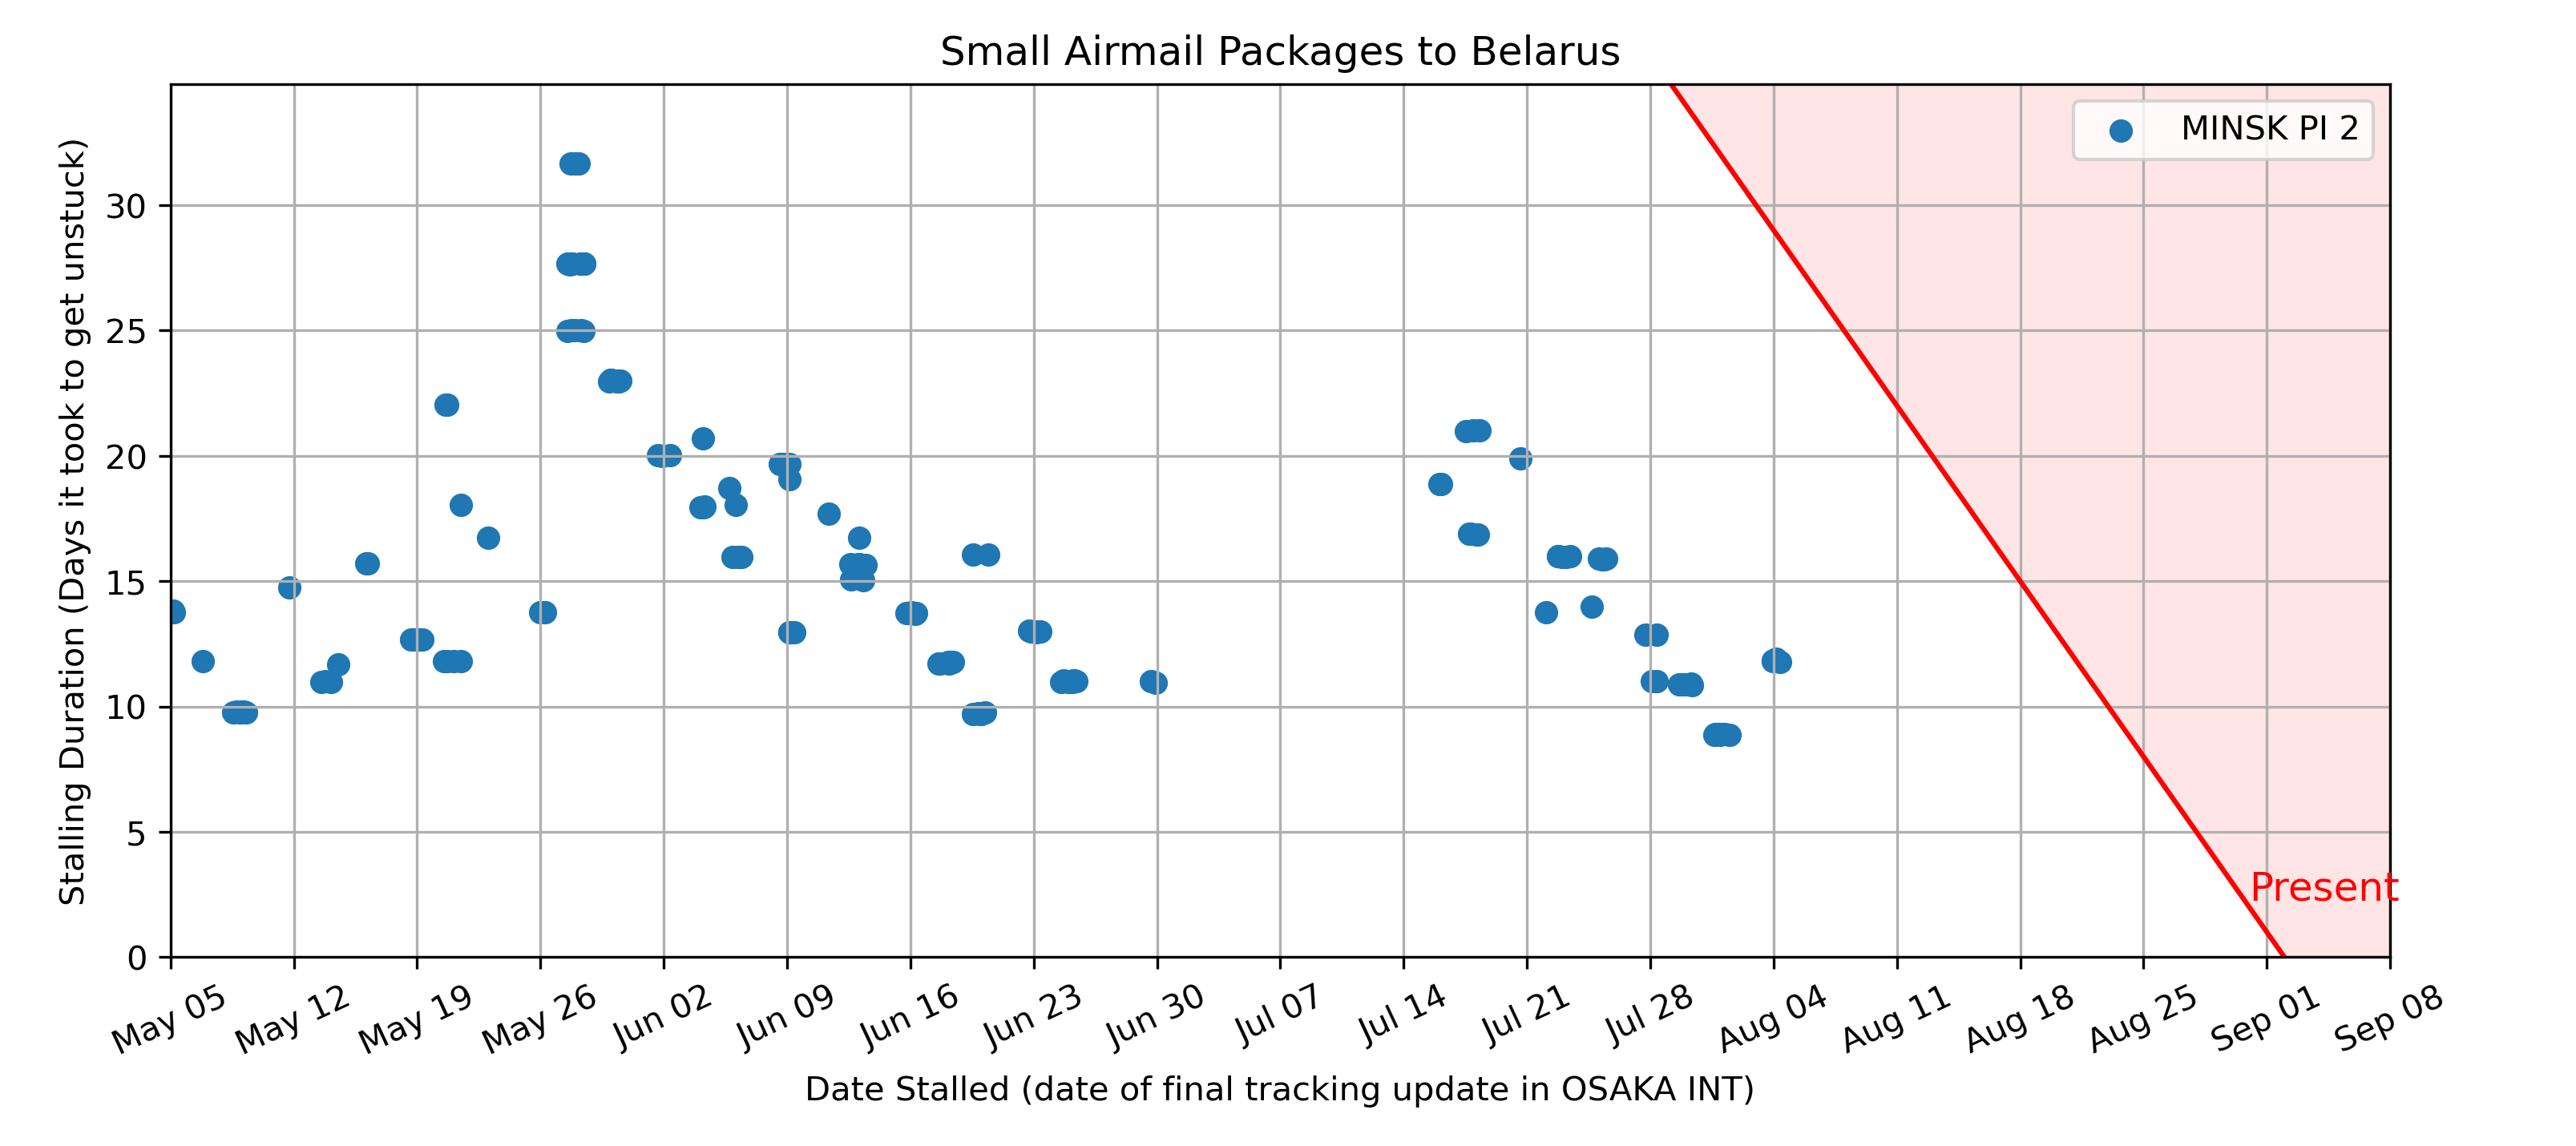 Small Airmail Packages to Belarus
MINSK PI 2
Stalling Duration (Days it took to get unstuck)
30
25
20
15
10
5
0
Present
May 05
May 12
May 19
May 26
Jun 02
Jun 09
Jun 16
Jun 23
Jun 30
Jul 07
Jul 14
Jul 21
Jul 28
Aug 04
Aug 11
Aug 18
Aug 25
Sep 01
Sep 08
Date Stalled (date of final tracking update in OSAKA INT)